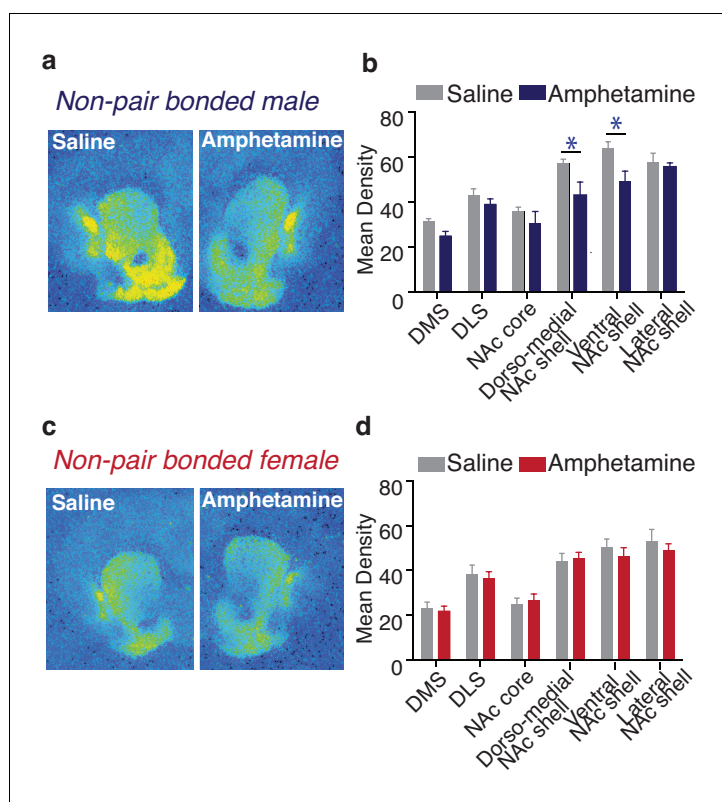 a
Non-pair bonded male
Saline
Amphetamine
b
Saline
Amphetamine
Mean Density
80
60
40
20
0
*
*
DMS
DLS
NAc core
Dorso-medial
NAc shell
Ventral
NAc shell
Lateral
NAc shell
c
Non-pair bonded female
Saline
Amphetamine
d
Saline
Amphetamine
Mean Density
80
60
40
20
0
DMS
DLS
NAc core
Dorso-medial
NAc shell
Ventral
NAc shell
Lateral
NAc shell